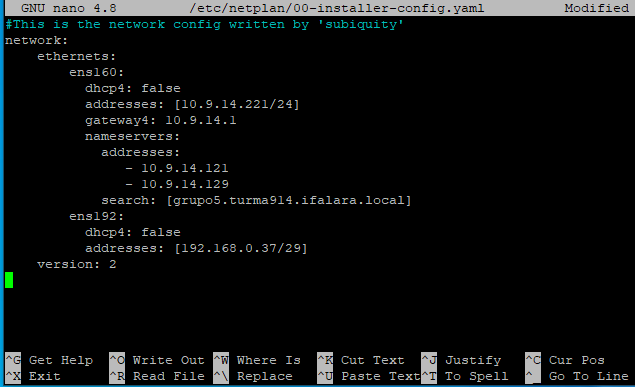 GNU nano 4.8 /etc/netplan/00-installer-config.yaml Modified
#This is the network config written by 'subiquity'
network:
    ethernets:
        ens160:
          dhcp4: false
          addresses: [10.9.14.221/24]
          gateway4: 10.9.14.1
          nameservers:
            addresses:
               - 10.9.14.121
               - 10.9.14.129
            search: [grupo5.turma914.ifalara.local]
        ens192:
          dhcp4: false
          addresses: [192.168.0.37/29]
    version: 2
^G Get Help ^O Write Out ^W Where Is ^K Cut Text ^J Justify ^C Cur Pos
^X Exit ^R Read File ^\ Replace ^U Paste Text ^T To Spell ^_ Go To Line